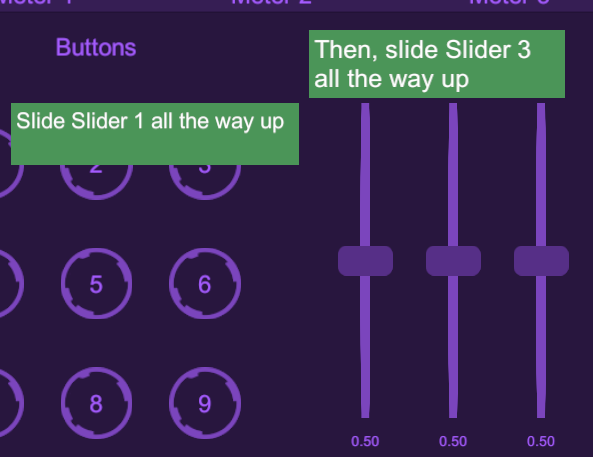 Buttons
Then, slide Slider 3
all the way up
Slide Slider 1 all the way up
5
6
8
9
0.50
0.50
0.50